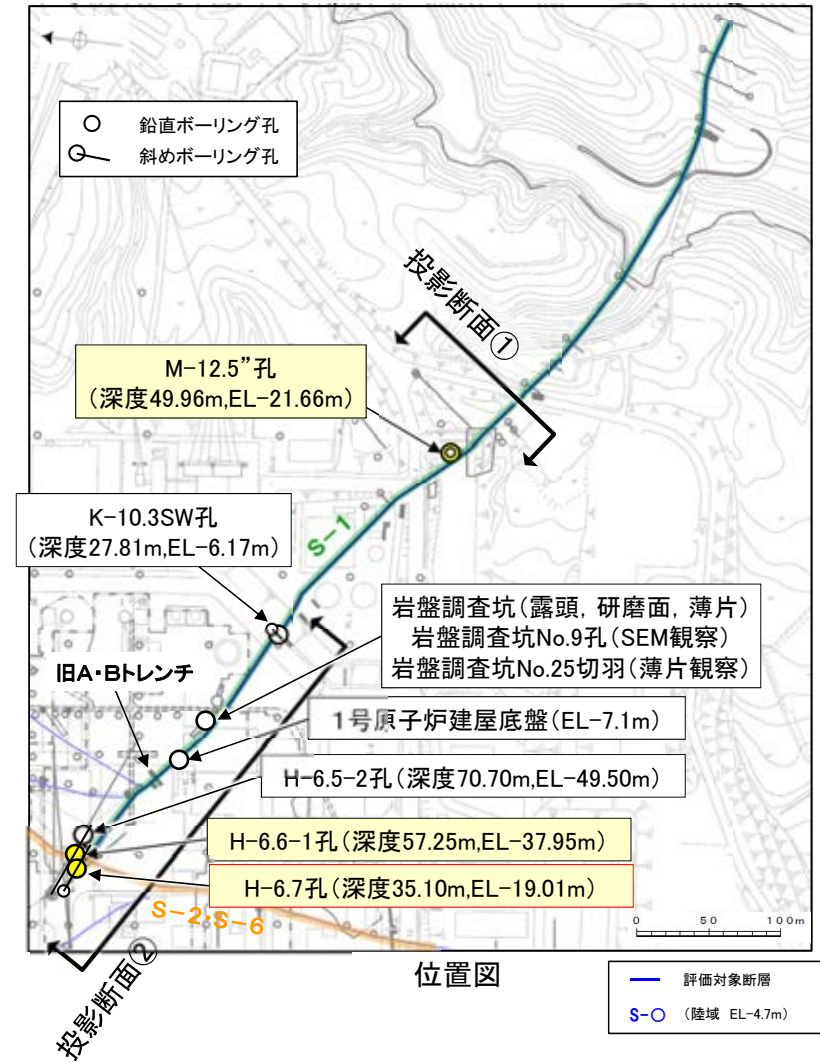 鉛直ボーリング孔
斜めボーリング孔
投影断面①
M-12.5”孔
(深度49.96m,EL-21.66m)
K-10.3SW孔
(深度27.81m,EL-6.17m)
S-1
岩盤調査坑(露頭, 研磨面, 薄片)
岩盤調査坑No.9孔(SEM観察)
岩盤調査坑No.25切羽(薄片観察)
旧A・Bトレンチ
1号原子炉建屋底盤(EL-7.1m)
H-6.5-2孔(深度70.70m,EL-49.50m)
H-6.6-1孔(深度57.25m,EL-37.95m)
H-6.7孔(深度35.10m,EL-19.01m)
S-2・S-6
0 50 100m
投影断面②
位置図
評価対象断層
S-○ (陸域 EL-4.7m)